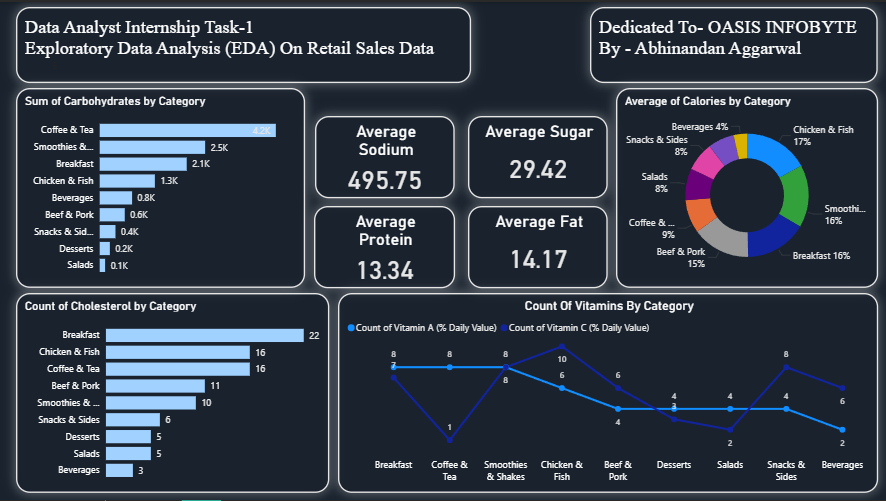 Data Analyst Internship Task-1
Exploratory Data Analysis (EDA) On Retail Sales Data
Dedicated To- OASIS INFOBYTE
By - Abhinandan Aggarwal
Sum of Carbohydrates by Category
Coffee & Tea 4.2K
Smoothies &... 2.5K
Breakfast 2.1K
Chicken & Fish 1.3K
Beverages 0.8K
Beef & Pork 0.6K
Snacks & Sid... 0.4K
Desserts 0.2K
Salads 0.1K
Average
Sodium
495.75
Average Sugar
29.42
Average
Protein
13.34
Average Fat
14.17
Average of Calories by Category
Beverages 4%
Chicken & Fish
17%
Snacks & Sides
8%
Salads
8%
Smoothi...
16%
Coffee & ...
9%
Beef & Pork
15%
Breakfast 16%
Count of Cholesterol by Category
Breakfast 22
Chicken & Fish 16
Coffee & Tea 16
Beef & Pork 11
Smoothies & ... 10
Snacks & Sides 6
Desserts 5
Salads 5
Beverages 3
Count Of Vitamins By Category
Count of Vitamin A (% Daily Value) Count of Vitamin C (% Daily Value)
8 8 8 6 4 4 4 4 2
7 1 8 10 6 3 2 8 6
Breakfast
Coffee &
Tea
Smoothies
& Shakes
Chicken &
Fish
Beef &
Pork
Desserts
Salads
Snacks &
Sides
Beverages